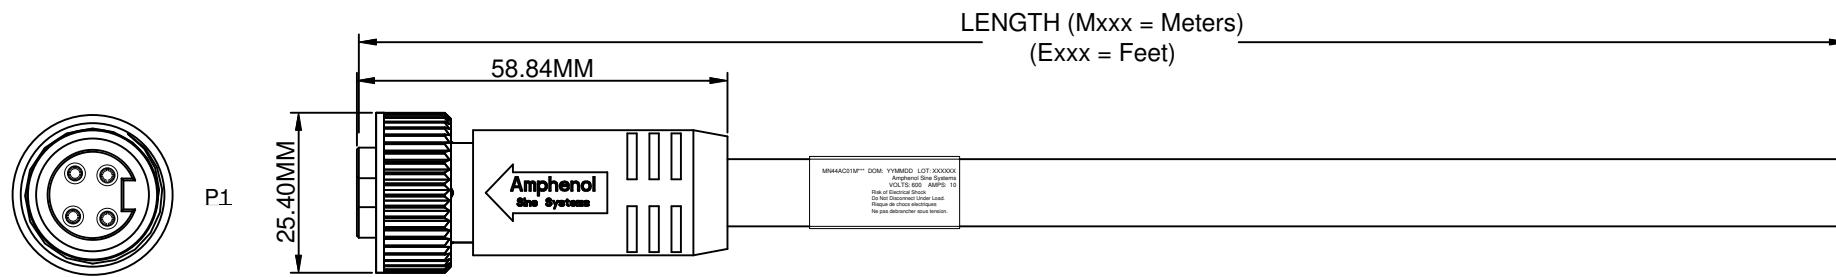 LENGTH (Mxxx = Meters)
(Exxx = Feet)
58.84MM
25.40MM
P1
Amphenol
Sine Systems
MN44AC01M*** DOM: YYMMDD LOT: XXXXXX
Amphenol Sine Systems
VOLTS: 600 AMPS: 10
Risk of Electrical Shock
Do Not Disconnect Under Load.
Risque de chocs electriques
Ne pas debrancher sous tension.